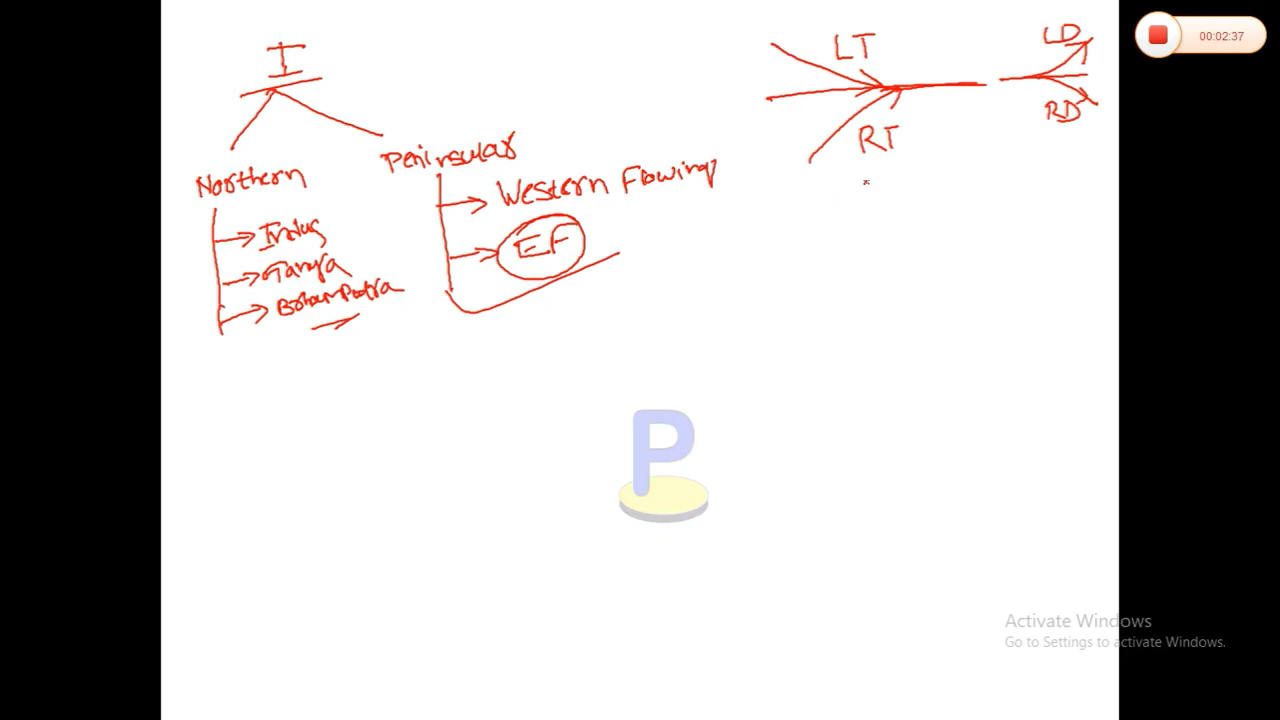 I
Northern
Indus
Ganga
BrhamPutra
Peninsular
Western Flowing
EF
LT
RT
LD
RD
P
00:02:37
Activate Windows
Go to Settings to activate Windows.